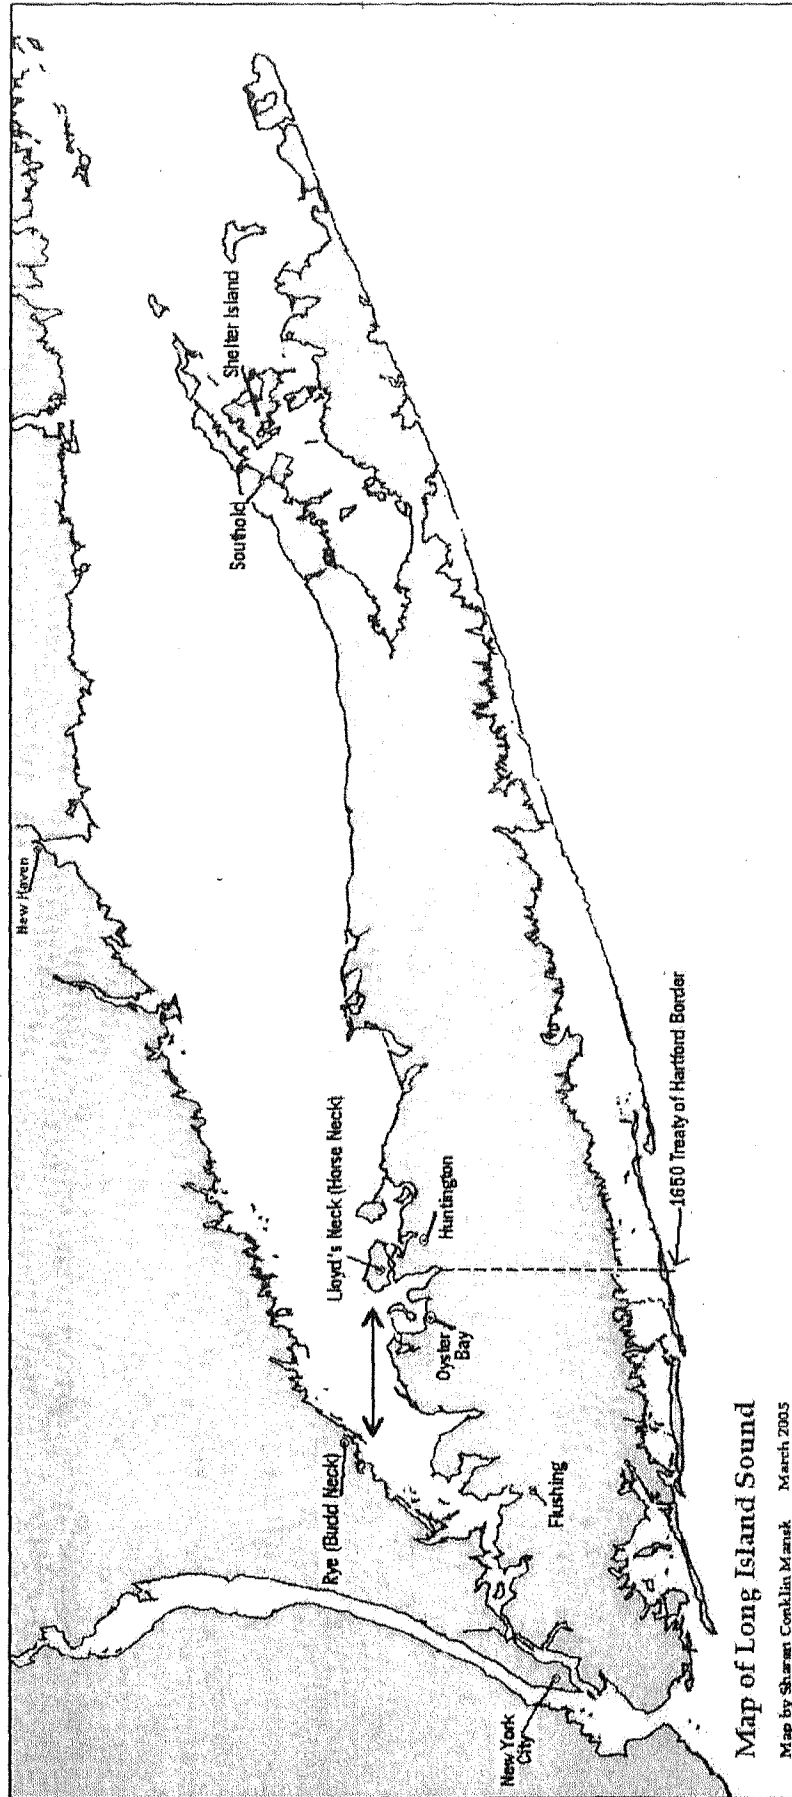 New Haven
Shelter Island
Southold
Lloyd's Neck (Horse Neck)
Huntington
Oyster
Bay
Rye (Budd Neck)
Flushing
New York
City
1650 Treaty of Hartford Border
Map of Long Island Sound
Map by Sharon Conklin Mansk March 2005